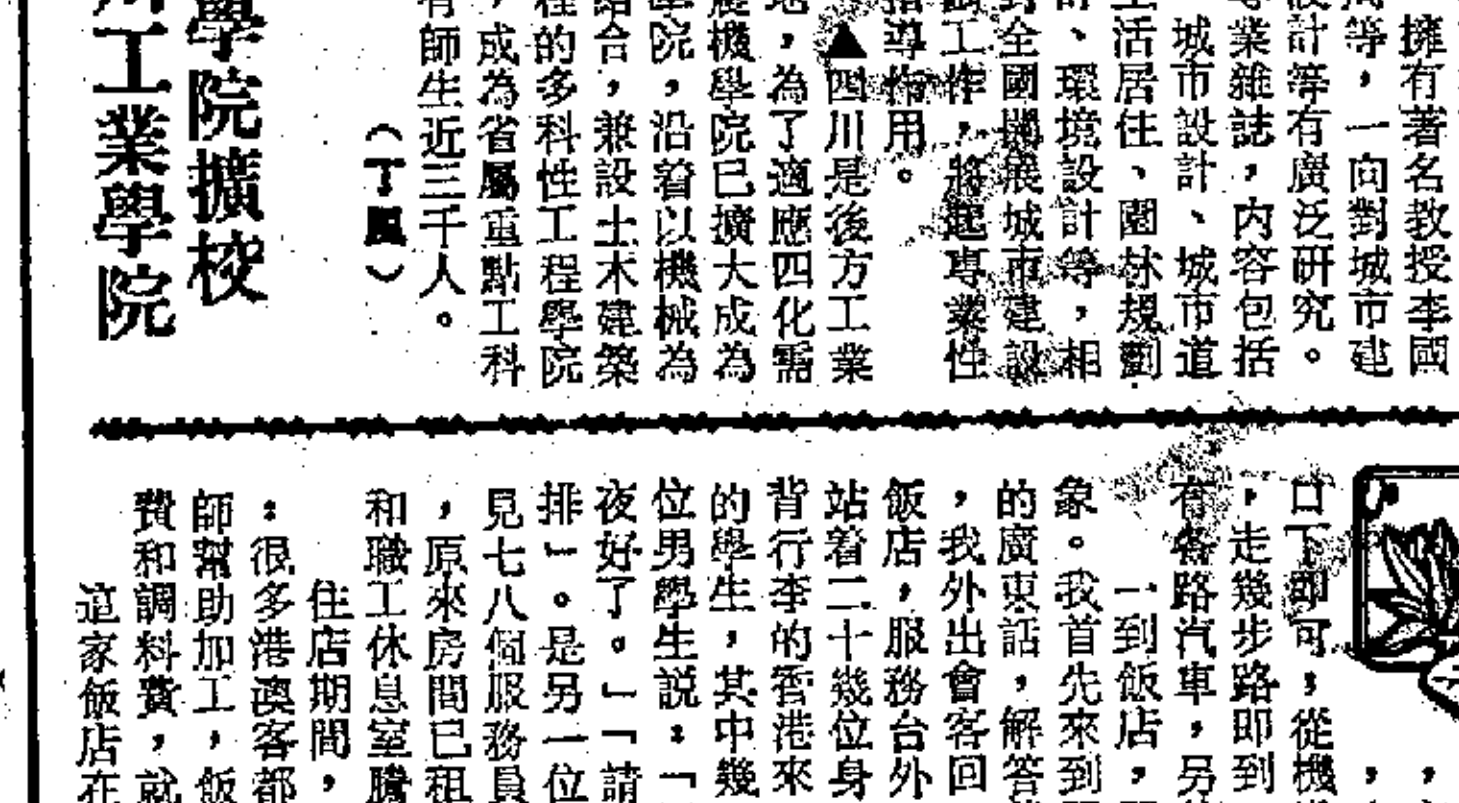 擁有著名教授李國
等，一向對城市建
設計等有廣泛研究。
專業雜誌，內容包括
城市設計、城市道
生活居住、園林規劃
計、環境設計等，相
對全國開展城市建設
工作，將起專業性
指導作用。
▲四川是後方工業
地，為了適應四化需
農機學院已擴大成為
學院，沿着以機械為
結合，兼設土木建築
程的多科性工程學院
，成為省屬重點工科
有師生近三千人。
（丁風）
學院擴校
川工業學院
口下即可，從機
，走幾步路即到
有各路汽車，另
一到飯店，
象。我首先來到
的廣東話，解答
，我外出會客回
飯店，服務台外
站着二十幾位身
背行李的香港來
的學生，其中幾
位男學生説：「
夜好了。」「請
排」。是另一位
見七八個服務員
，原來房間已租
和職工休息室騰
住店期間，
：很多港澳客都
師幫助加工，飯
費和調料費，就
這家飯店在